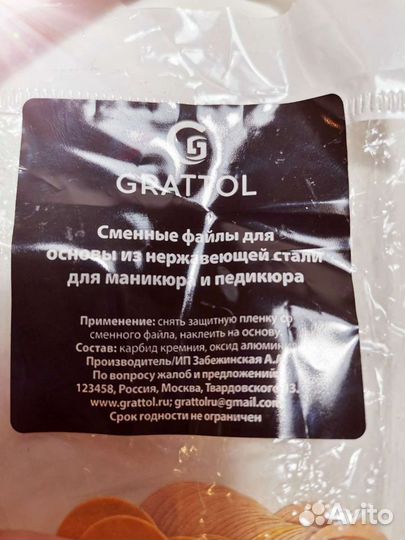 GRATTOL
Сменные файлы для
основы из нержавеющей стали
для маникюра и педикюра
Применение: снять защитную пленку со
сменного файла, наклеить на основу.
Состав: карбид кремния, оксид алюминия
Производитель/ИП Забежинская А.
По вопросу жалоб и предложений
123458, Россия, Москва, Твардовского
www.grattol.ru; grattolru@gmail.com
Срок годности не ограничен
Avito